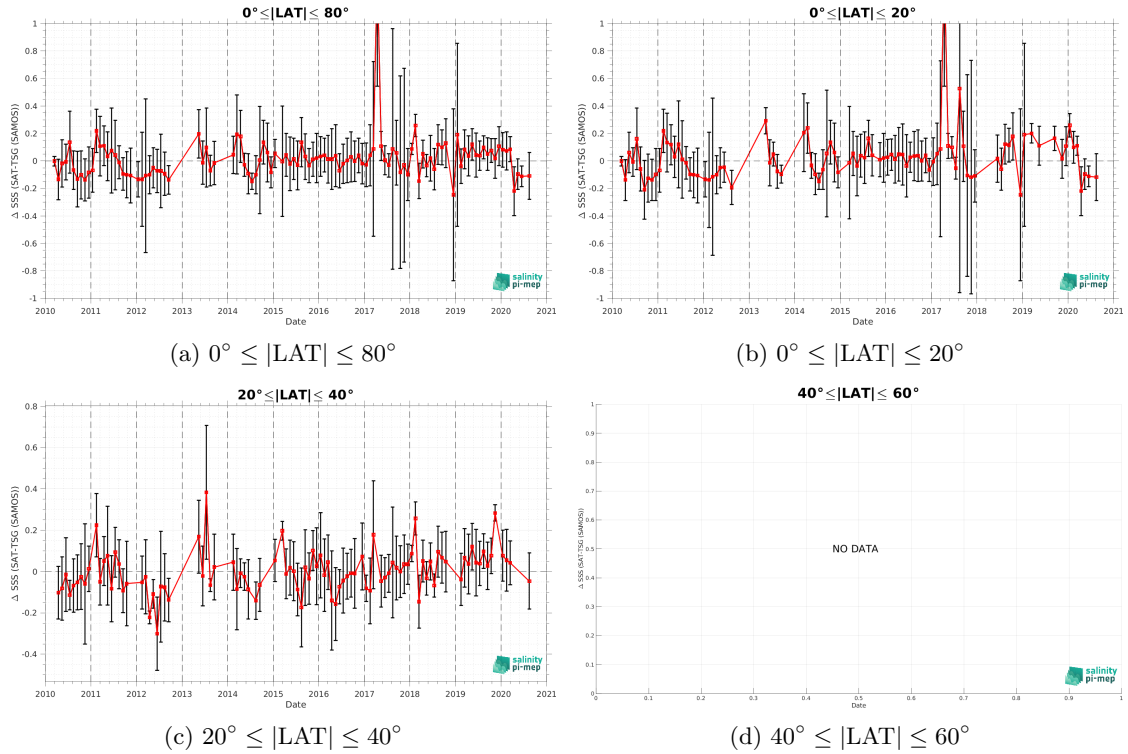 0°≤|LAT|≤ 80°
1
0.8
0.6
0.4
0.2
0
-0.2
-0.4
-0.6
-0.8
-1
Δ SSS (SAT-TSG (SAMOS))
2010 2011 2012 2013 2014 2015 2016 2017 2018 2019 2020 2021
Date
salinity
pi-mep
(a) 0° ≤ |LAT| ≤ 80°
0°≤|LAT|≤ 20°
1
0.8
0.6
0.4
0.2
0
-0.2
-0.4
-0.6
-0.8
-1
Δ SSS (SAT-TSG (SAMOS))
2010 2011 2012 2013 2014 2015 2016 2017 2018 2019 2020 2021
Date
salinity
pi-mep
(b) 0° ≤ |LAT| ≤ 20°
20°≤|LAT|≤ 40°
0.8
0.6
0.4
0.2
0
-0.2
-0.4
Δ SSS (SAT-TSG (SAMOS))
2010 2011 2012 2013 2014 2015 2016 2017 2018 2019 2020 2021
Date
salinity
pi-mep
(c) 20° ≤ |LAT| ≤ 40°
40°≤|LAT|≤ 60°
1
0.9
0.8
0.7
0.6
0.5
0.4
0.3
0.2
0.1
0
Δ SSS (SAT-TSG (SAMOS))
NO DATA
0 0.1 0.2 0.3 0.4 0.5 0.6 0.7 0.8 0.9 1
Date
salinity
pi-mep
(d) 40° ≤ |LAT| ≤ 60°